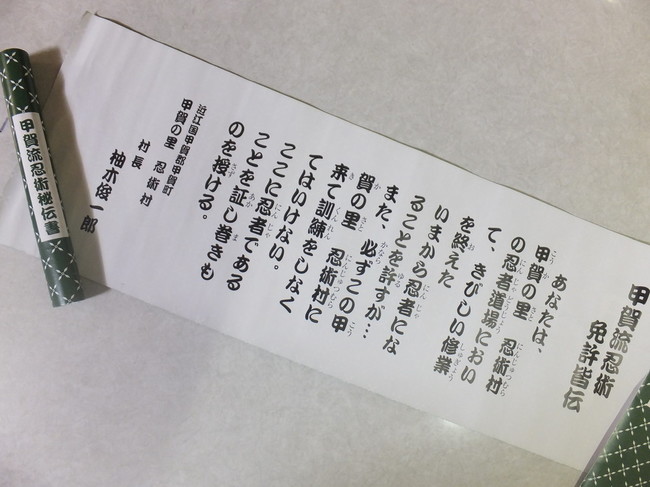 甲賀流忍術
免許皆伝
あなたは、
甲賀の里　忍術村
の忍者道場におい
て、きびしい修業
を終えた
いまから忍者にな
ることを許すが…
また、必ずこの甲
賀の里　忍術村に
来て訓練をしなく
てはいけない。
ここに忍者である
ことを証し巻きも
のを授ける。
近江国甲賀郡甲賀町
甲賀の里　忍術村
村長
柚木俊一郎
甲賀流忍術秘伝書